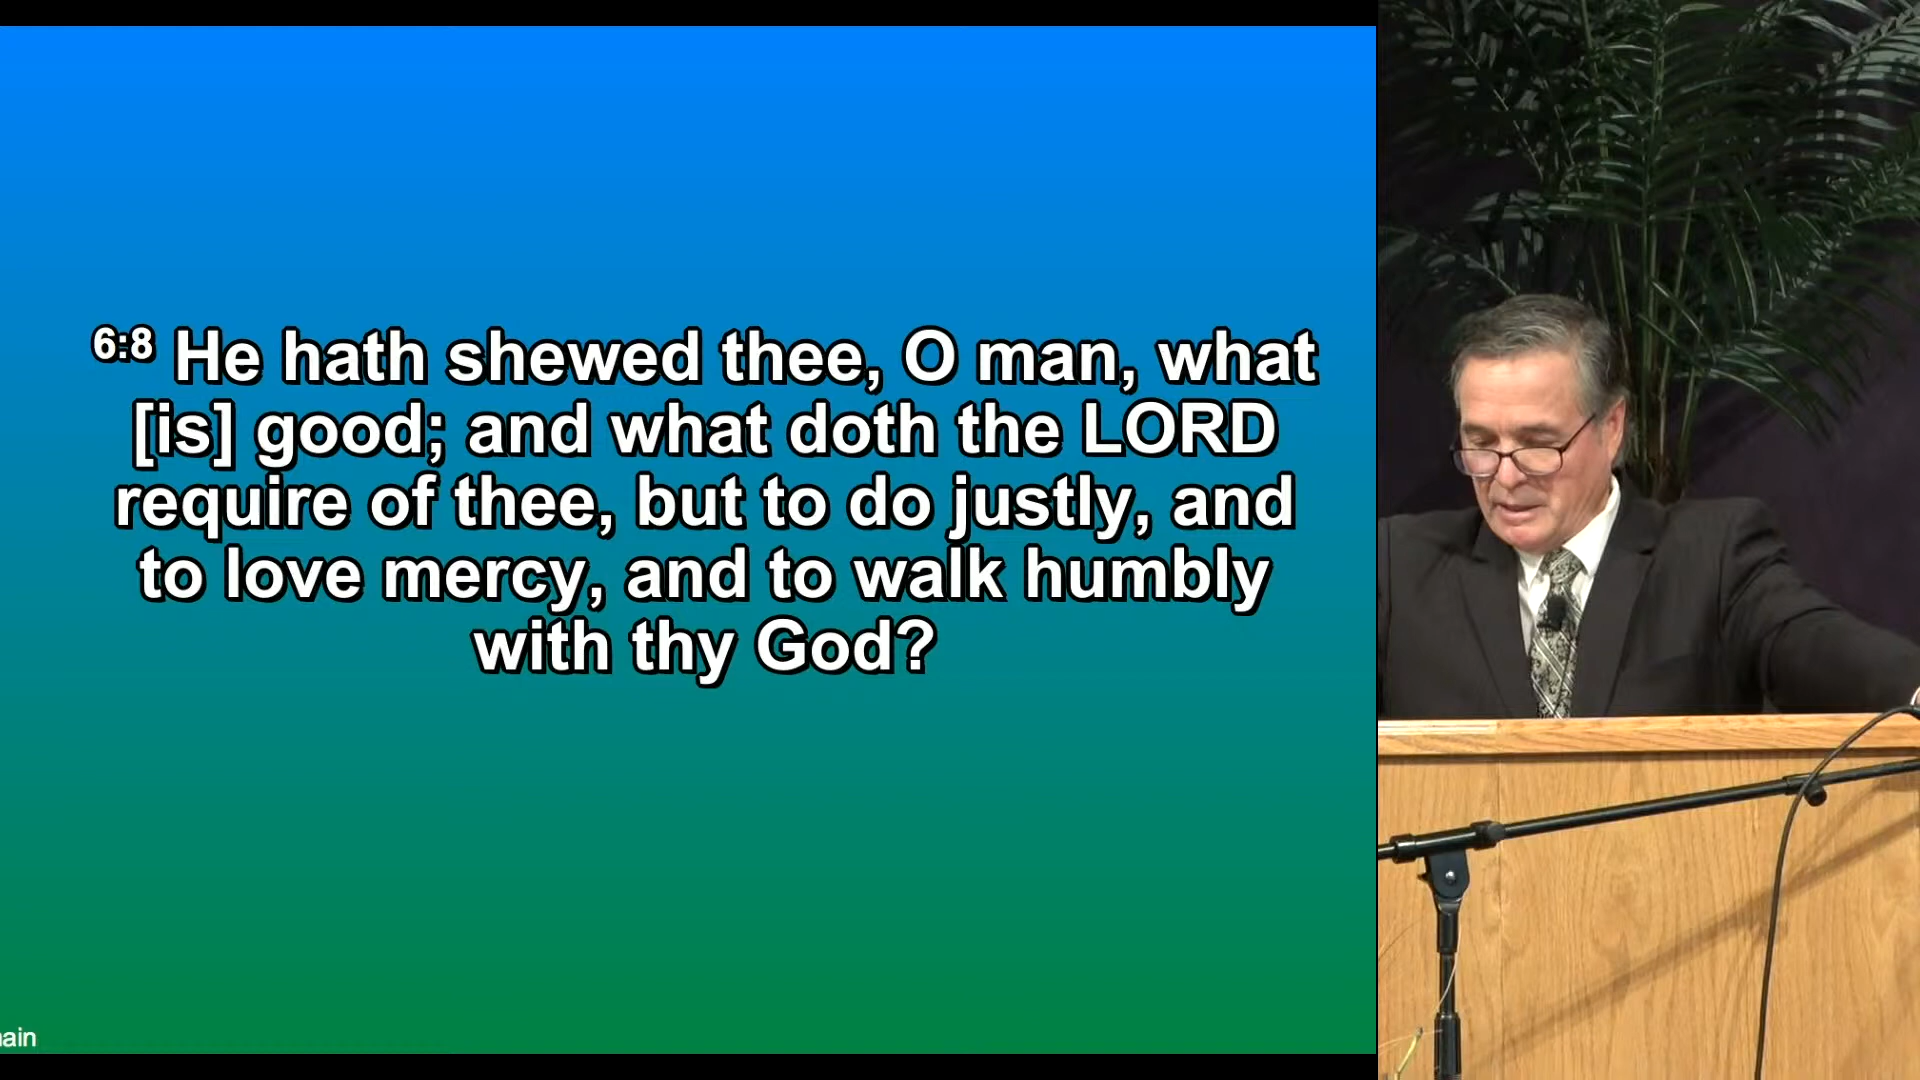 6:8 He hath shewed thee, O man, what
[is] good; and what doth the LORD
require of thee, but to do justly, and
to love mercy, and to walk humbly
with thy God?